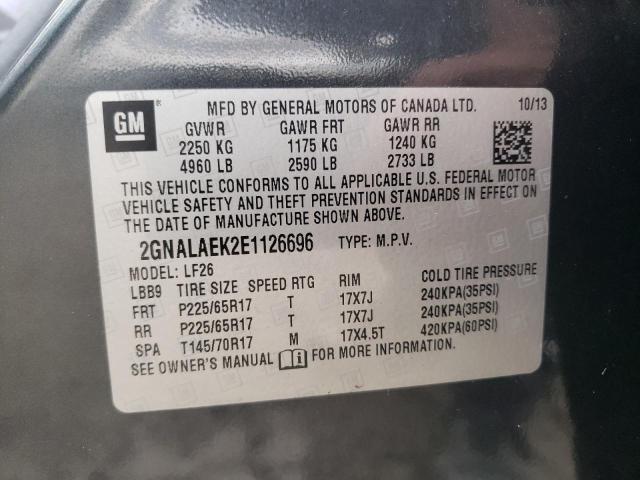 GM ® MFD BY GENERAL MOTORS OF CANADA LTD. 10/13
GVWR GAWR FRT GAWR RR
2250 KG 1175 KG 1240 KG
4960 LB 2590 LB 2733 LB
THIS VEHICLE CONFORMS TO ALL APPLICABLE U.S. FEDERAL MOTOR
VEHICLE SAFETY AND THEFT PREVENTION STANDARDS IN EFFECT ON
THE DATE OF MANUFACTURE SHOWN ABOVE.
2GNALAEK2E1126696 TYPE: M.P.V.
MODEL: LF26
LBB9 TIRE SIZE SPEED RTG RIM COLD TIRE PRESSURE
FRT P225/65R17 T 17X7J 240KPA(35PSI)
RR P225/65R17 T 17X7J 240KPA(35PSI)
SPA T145/70R17 M 17X4.5T 420KPA(60PSI)
SEE OWNER'S MANUAL i FOR MORE INFORMATION.